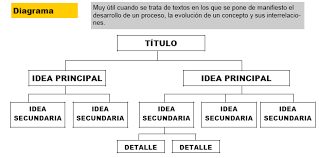 Diagrama
Muy útil cuando se trata de textos en los que se pone de manifiesto el
desarrollo de un proceso, la evolución de un concepto y sus interrelacio-
nes.
TÍTULO
IDEA PRINCIPAL IDEA PRINCIPAL
IDEA IDEA IDEA IDEA IDEA
SECUNDARIA SECUNDARIA SECUNDARIA SECUNDARIA SECUNDARIA
DETALLE DETALLE